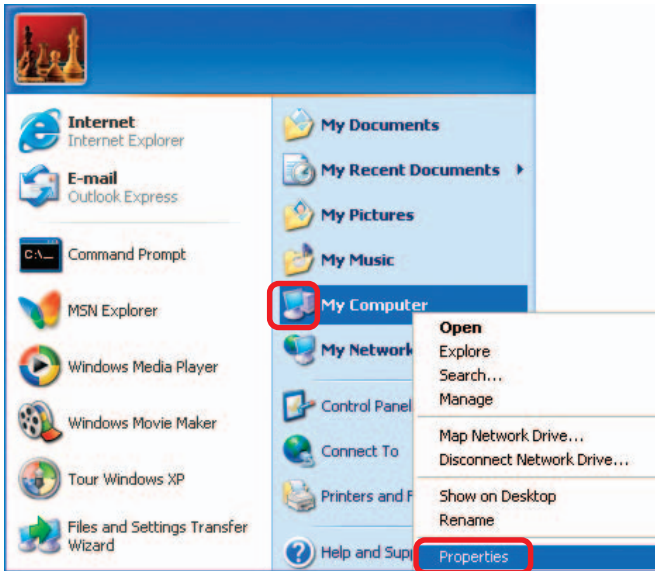 Internet
Internet Explorer
E-mail
Outlook Express
C:\_
Command Prompt
MSN Explorer
Windows Media Player
Windows Movie Maker
Tour Windows XP
Files and Settings Transfer
Wizard
My Documents
My Recent Documents
My Pictures
My Music
My Computer
My Network
Control Panel
Connect To
Printers and F
Help and Supp
Open
Explore
Search...
Manage
Map Network Drive...
Disconnect Network Drive...
Show on Desktop
Rename
Properties